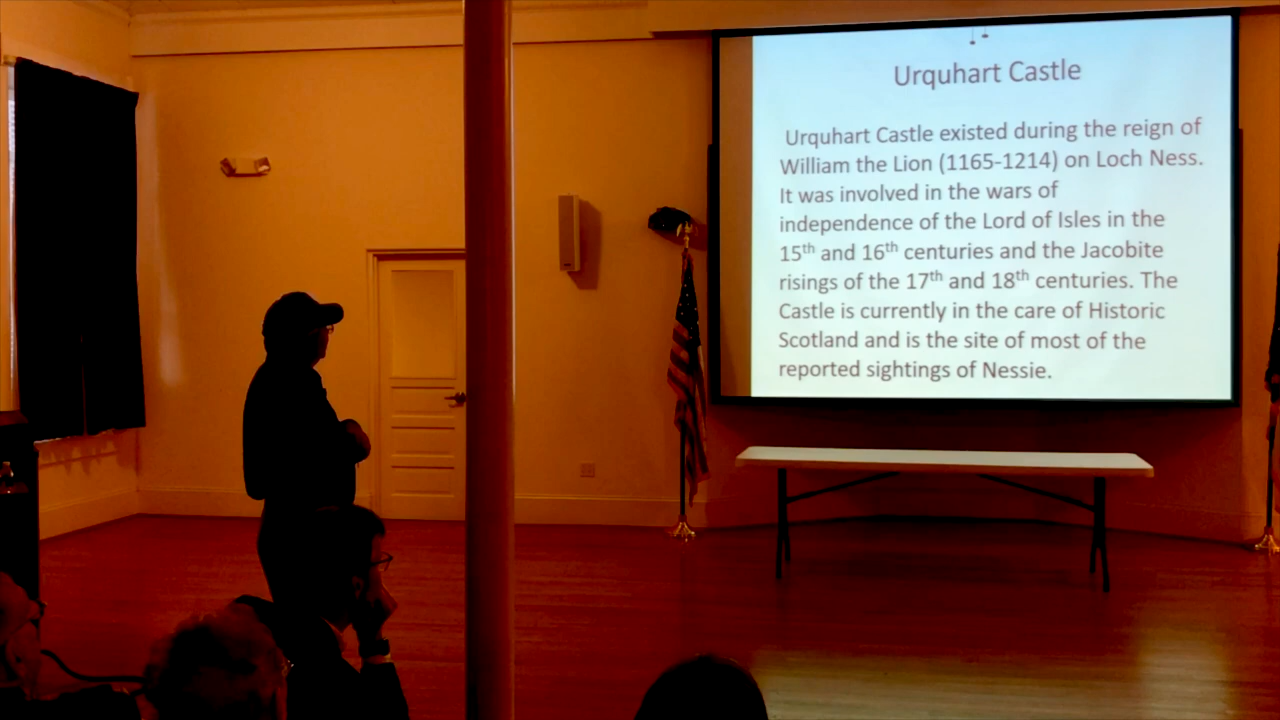 Urquhart Castle
Urquhart Castle existed during the reign of
William the Lion (1165-1214) on Loch Ness.
It was involved in the wars of
independence of the Lord of Isles in the
15th and 16th centuries and the Jacobite
risings of the 17th and 18th centuries. The
Castle is currently in the care of Historic
Scotland and is the site of most of the
reported sightings of Nessie.